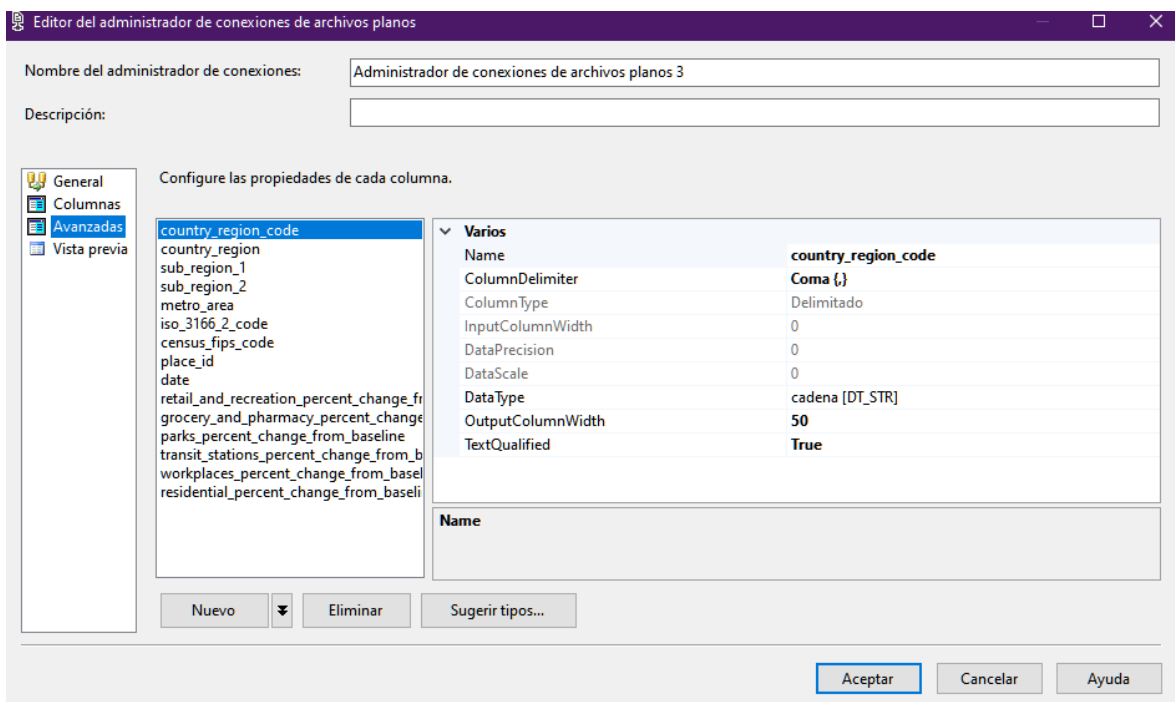 Editor del administrador de conexiones de archivos planos
Nombre del administrador de conexiones: Administrador de conexiones de archivos planos 3
Descripción:
General
Columnas
Avanzadas
Vista previa
Configure las propiedades de cada columna.
country_region_code
country_region
sub_region_1
sub_region_2
metro_area
iso_3166_2_code
census_fips_code
place_id
date
retail_and_recreation_percent_change_fr
grocery_and_pharmacy_percent_change
parks_percent_change_from_baseline
transit_stations_percent_change_from_b
workplaces_percent_change_from_basel
residential_percent_change_from_baseli
Varios
Name country_region_code
ColumnDelimiter Coma {,}
ColumnType Delimitado
InputColumnWidth 0
DataPrecision 0
DataScale 0
DataType cadena [DT_STR]
OutputColumnWidth 50
TextQualified True
Name
Nuevo Eliminar Sugerir tipos...
Aceptar Cancelar Ayuda